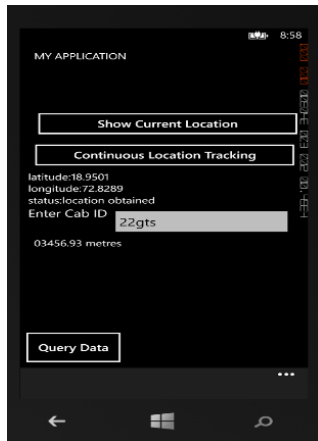 8:58
MY APPLICATION
Show Current Location
Continuous Location Tracking
latitude:18.9501
longitude:72.8289
status:location obtained
Enter Cab ID
22gts
03456.93 metres
Query Data